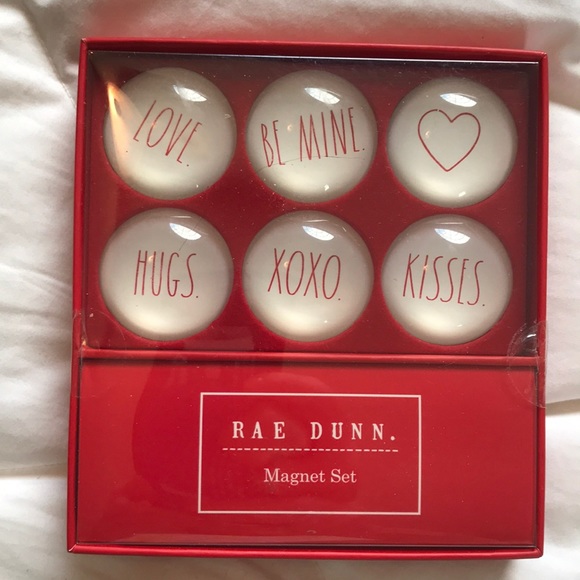 LOVE.
BE MINE.
HUGS.
XOXO.
KISSES.
RAE DUNN.
Magnet Set